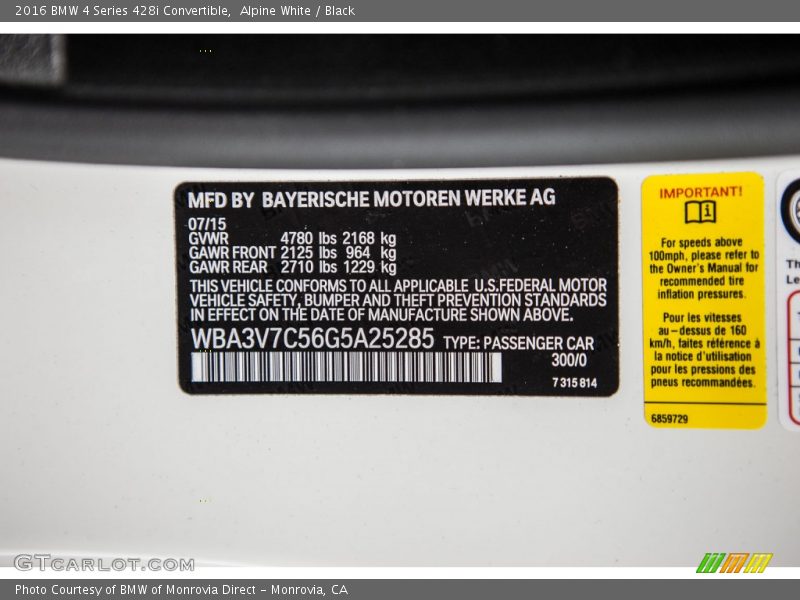 2016 BMW 4 Series 428i Convertible,  Alpine White / Black
MFD BY BAYERISCHE MOTOREN WERKE AG
07/15
GVWR 4780 lbs 2168 kg
GAWR FRONT 2125 lbs 964 kg
GAWR REAR 2710 lbs 1229 kg
THIS VEHICLE CONFORMS TO ALL APPLICABLE U.S.FEDERAL MOTOR
VEHICLE SAFETY, BUMPER AND THEFT PREVENTION STANDARDS
IN EFFECT ON THE DATE OF MANUFACTURE SHOWN ABOVE.
WBA3V7C56G5A25285 TYPE: PASSENGER CAR
300/0
7 315 814
IMPORTANT!
i
For speeds above
100mph, please refer to
the Owner's Manual for
recommended tire
inflation pressures.
Pour les vitesses
au-dessus de 160
km/h, faites référence à
la notice d'utilisation
pour les pressions des
pneus recommandées.
6859729
Th
Le
GTcarlot.com
Photo Courtesy of BMW of Monrovia Direct - Monrovia, CA